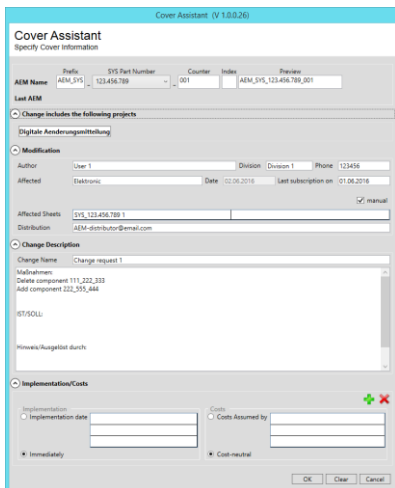 Cover Assistant (V 1.0.0.26)
Cover Assistant
Specify Cover Information
Prefix SYS Part Number Counter Index Preview
AEM Name AEM_SYS _ 123.456.789 _ 001 AEM_SYS_123.456.789_001
Last AEM
Change includes the following projects
Digitale Aenderungsmitteilung
Modification
Author User 1 Division Division 1 Phone 123456
Affected Elektronic Date 02.06.2016 Last subscription on 01.06.2016
manual
Affected Sheets SYS_123.456.789 1
Distribution AEM-distributor@email.com
Change Description
Change Name Change request 1
Maßnahmen:
Delete component 111_222_333
Add component 222_555_444
IST/SOLL:
Hinweis/Ausgelöst durch:
Implementation/Costs
Implementation Costs
Implementation date Costs Assumed by
Immediately Cost-neutral
OK Clear Cancel